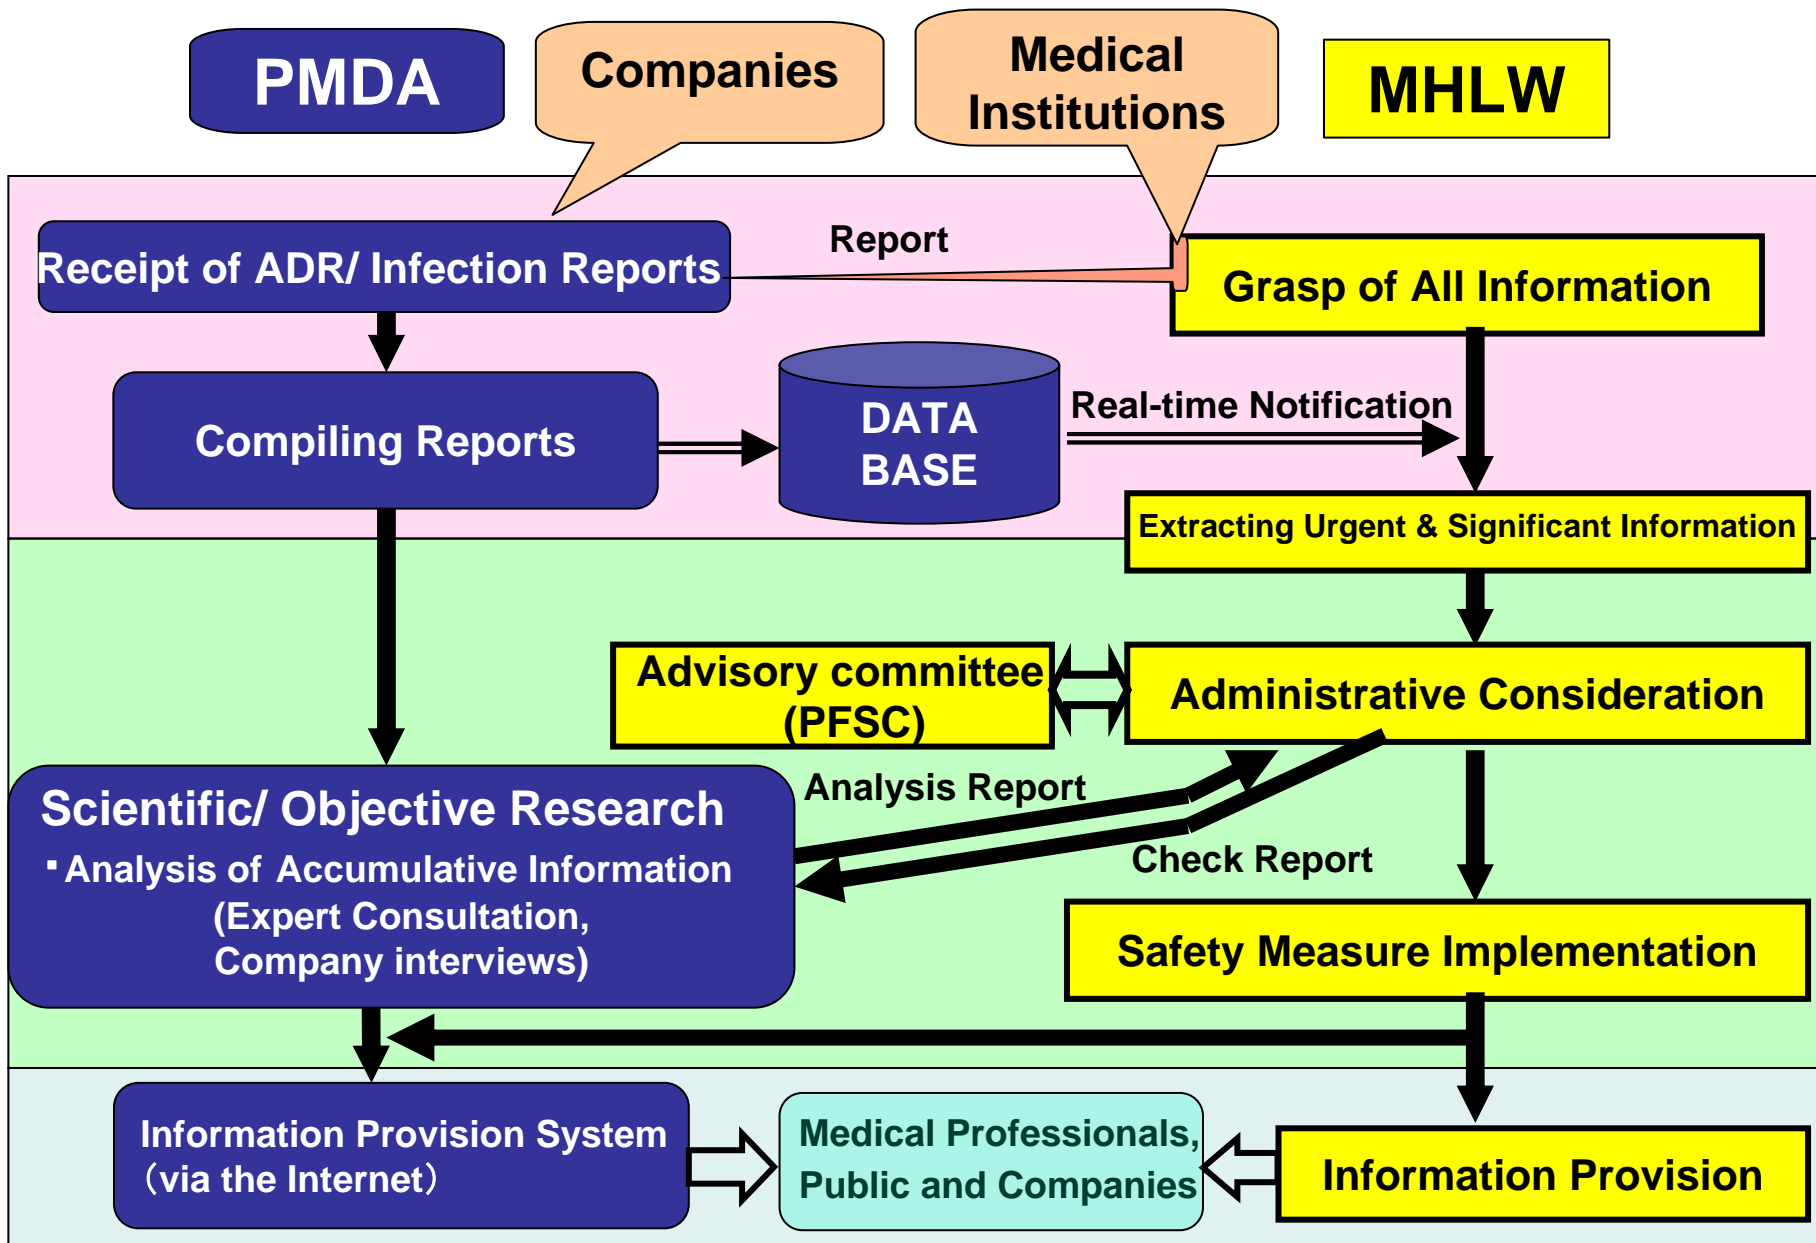 PMDA
Companies
Medical
Institutions
MHLW
Receipt of ADR/ Infection Reports
Report
Grasp of All Information
Compiling Reports
DATA
BASE
Real-time Notification
Extracting Urgent & Significant Information
Advisory committee
(PFSC)
Administrative Consideration
Scientific/ Objective Research
▪Analysis of Accumulative Information
(Expert Consultation,
Company interviews)
Analysis Report
Check Report
Safety Measure Implementation
Information Provision System
（via the Internet）
Medical Professionals,
Public and Companies
Information Provision